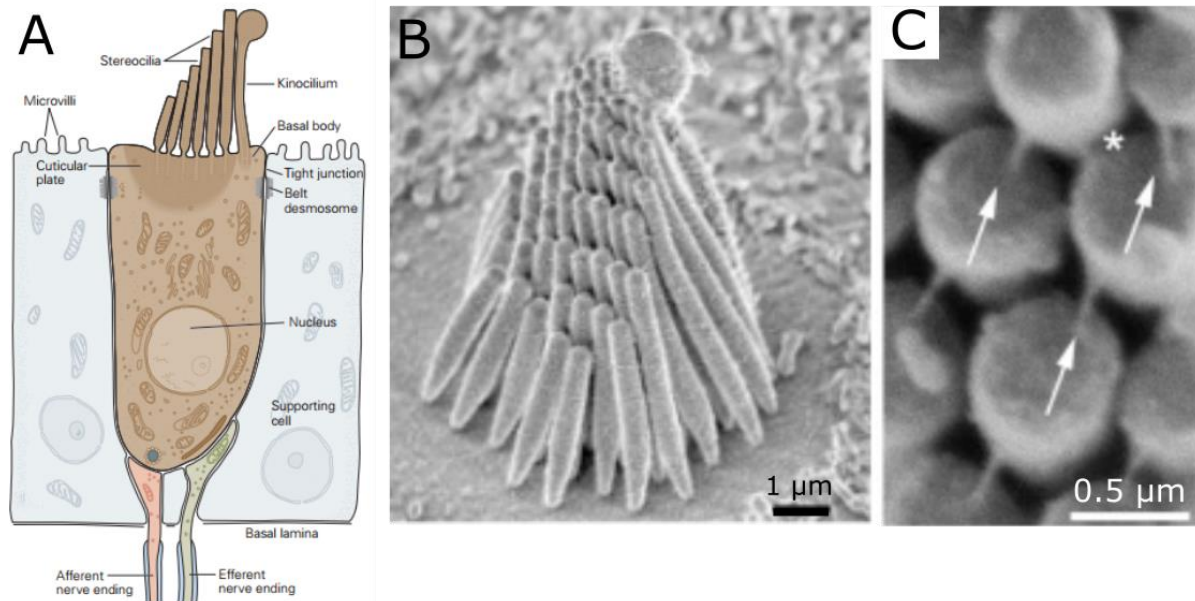 A
Stereocilia
Kinocilium
Microvilli
Basal body
Cuticular
plate
Tight junction
Belt
desmosome
Nucleus
Supporting
cell
Basal lamina
Afferent
nerve ending
Efferent
nerve ending
B
1 µm
C
*
0.5 µm